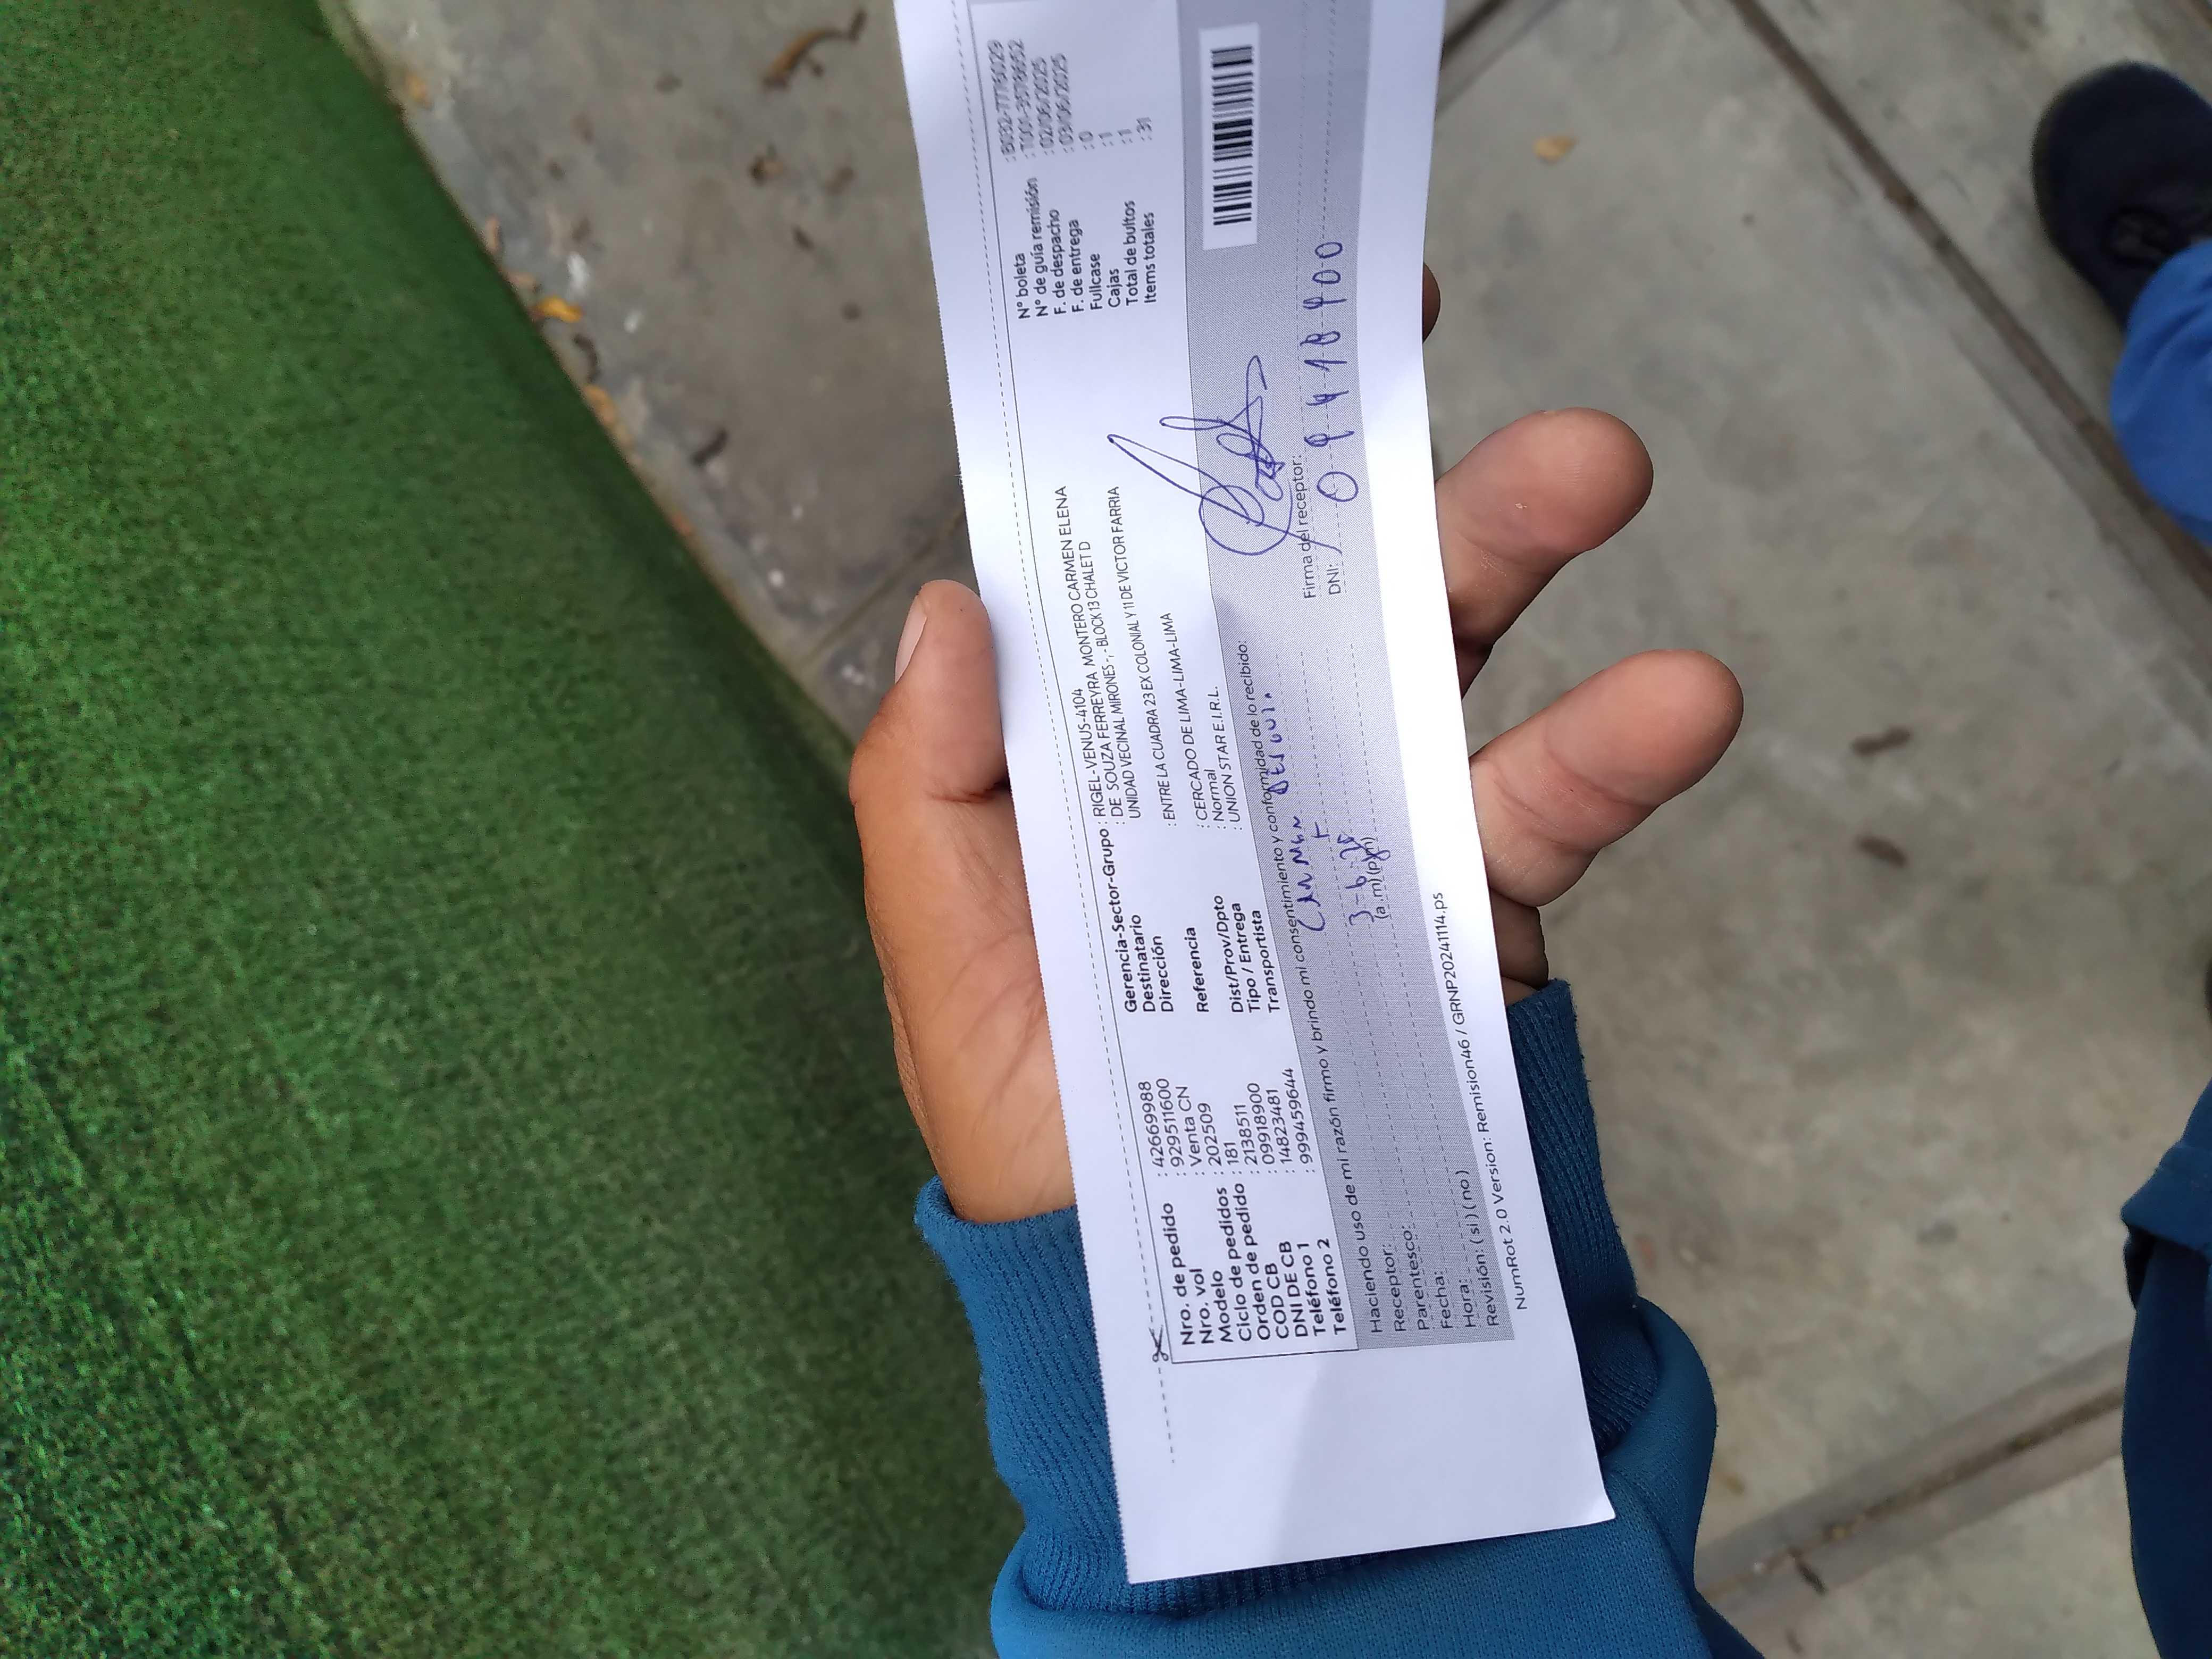 Nro. de pedido : 42669988
Nro. vol : 929511600
Modelo : Venta CN
Ciclo de pedidos : 202509
Orden de pedido : 181
COD CB : 2138511
DNI DE CB : 09918900
Teléfono 1 : 14823481
Teléfono 2 : 999459644
Gerencia-Sector-Grupo : RIGEL-VENUS-4104
Destinatario : DE SOUZA FERREYRA MONTERO CARMEN ELENA
Dirección : UNIDAD VECINAL MIRONES -, - BLOCK 13 CHALET D
Referencia : ENTRE LA CUADRA 23 EX COLONIAL Y 11 DE VICTOR FARRIA
Dist/Prov/Dpto : CERCADO DE LIMA-LIMA-LIMA
Tipo / Entrega : Normal
Transportista : UNION STAR E.I.R.L.
N° boleta
N° de guía remisión
F. de despacho : 02/06/2025
F. de entrega : 03/06/2025
Fullcase : 0
Cajas : 1
Total de bultos : 1
Items totales : 31
Haciendo uso de mi razón firmo y brindo mi consentimiento y conformidad de lo recibido:
Receptor:
Parentesco:
Fecha: 3-6-25
Hora: (a.m) (p.m)
Revisión: ( si ) ( no )
Firma del receptor:
DNI: 09918900
NumRot 2.0 Version: Remision46 / GRNP20241114.ps